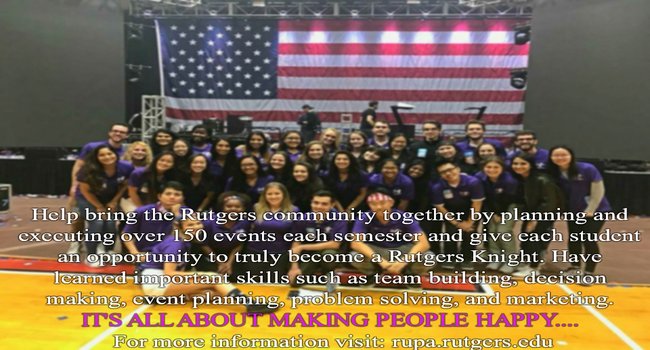 Help bring the Rutgers community together by planning and
executing over 150 events each semester and give each student
an opportunity to truly become a Rutgers Knight. Have
learned important skills such as team building, decision
making, event planning, problem solving, and marketing.
IT'S ALL ABOUT MAKING PEOPLE HAPPY....
For more information visit: rupa.rutgers.edu